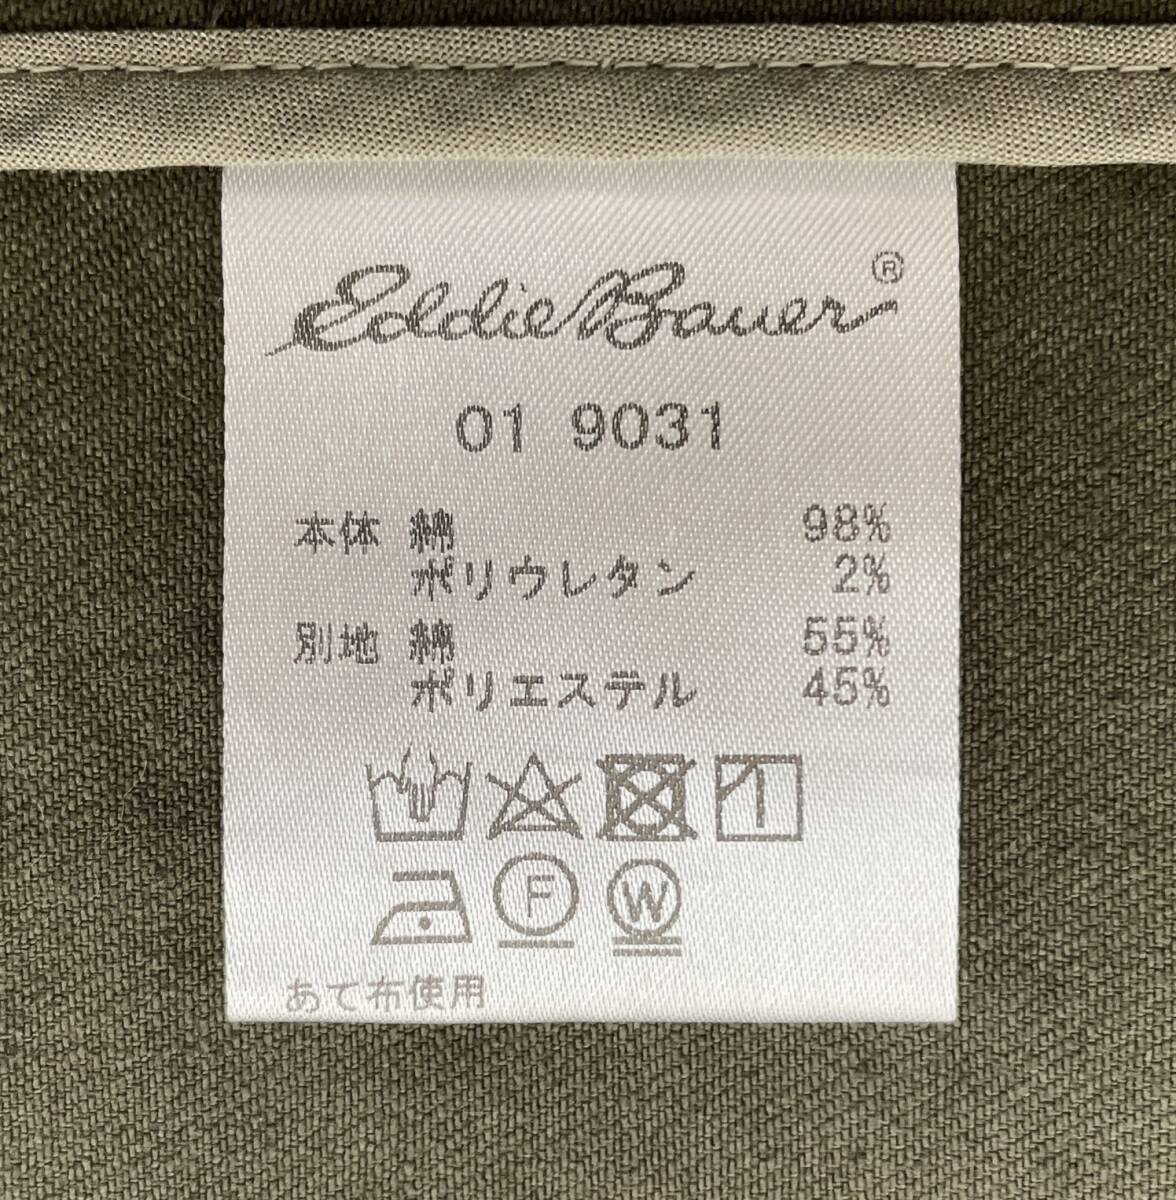 Eddie Bauer®
01 9031
本体 綿 98%
ポリウレタン 2%
別地 綿 55%
ポリエステル 45%
F W
あて布使用